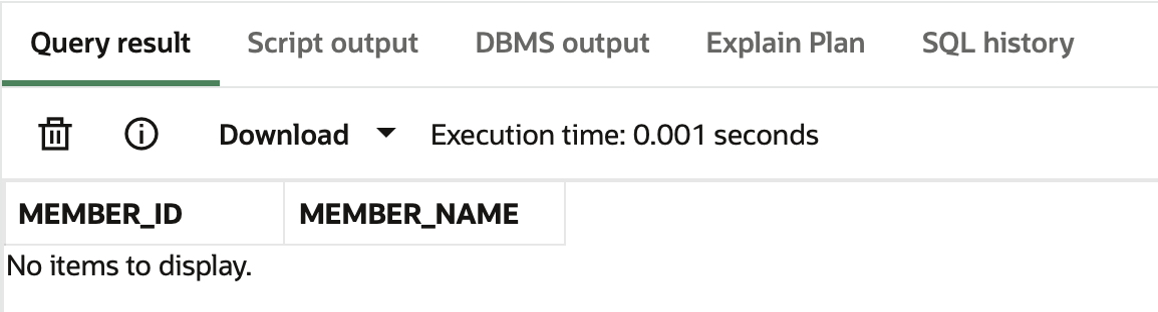 Query result Script output DBMS output Explain Plan SQL history
Download Execution time: 0.001 seconds
MEMBER_ID MEMBER_NAME
No items to display.